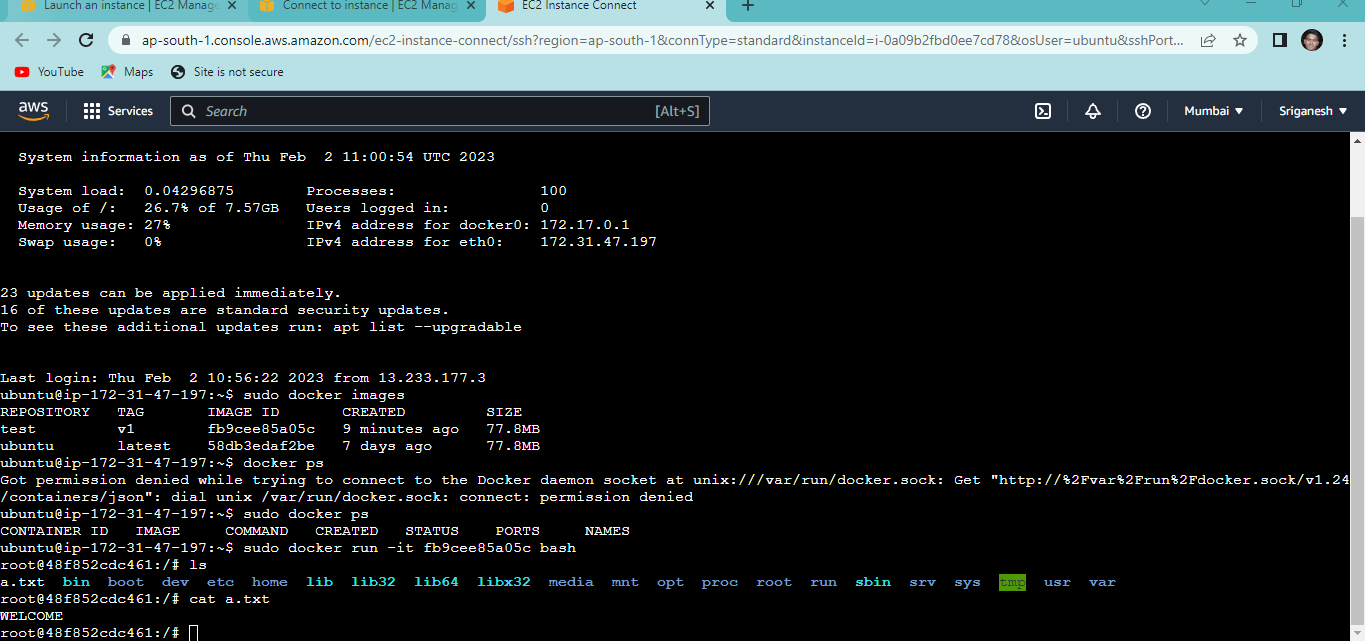 Launch an instance | EC2 Manage
Connect to instance | EC2 Manag
EC2 Instance Connect
ap-south-1.console.aws.amazon.com/ec2-instance-connect/ssh?region=ap-south-1&connType=standard&instanceId=i-0a09b2fbd0ee7cd78&osUser=ubuntu&sshPort...
YouTube Maps Site is not secure
aws Services Search [Alt+S] Mumbai Sriganesh
System information as of Thu Feb  2 11:00:54 UTC 2023
System load:  0.04296875        Processes:                100
Usage of /:   26.7% of 7.57GB   Users logged in:          0
Memory usage: 27%               IPv4 address for docker0: 172.17.0.1
Swap usage:   0%                IPv4 address for eth0:    172.31.47.197
23 updates can be applied immediately.
16 of these updates are standard security updates.
To see these additional updates run: apt list --upgradable
Last login: Thu Feb  2 10:56:22 2023 from 13.233.177.3
ubuntu@ip-172-31-47-197:~$ sudo docker images
REPOSITORY   TAG       IMAGE ID       CREATED         SIZE
test         v1        fb9cee85a05c   9 minutes ago   77.8MB
ubuntu       latest    58db3edaf2be   7 days ago      77.8MB
ubuntu@ip-172-31-47-197:~$ docker ps
Got permission denied while trying to connect to the Docker daemon socket at unix:///var/run/docker.sock: Get "http://%2Fvar%2Frun%2Fdocker.sock/v1.24
/containers/json": dial unix /var/run/docker.sock: connect: permission denied
ubuntu@ip-172-31-47-197:~$ sudo docker ps
CONTAINER ID   IMAGE     COMMAND   CREATED   STATUS    PORTS     NAMES
ubuntu@ip-172-31-47-197:~$ sudo docker run -it fb9cee85a05c bash
root@48f852cdc461:/# ls
a.txt  bin  boot  dev  etc  home  lib  lib32  lib64  libx32  media  mnt  opt  proc  root  run  sbin  srv  sys  tmp  usr  var
root@48f852cdc461:/# cat a.txt
WELCOME
root@48f852cdc461:/#